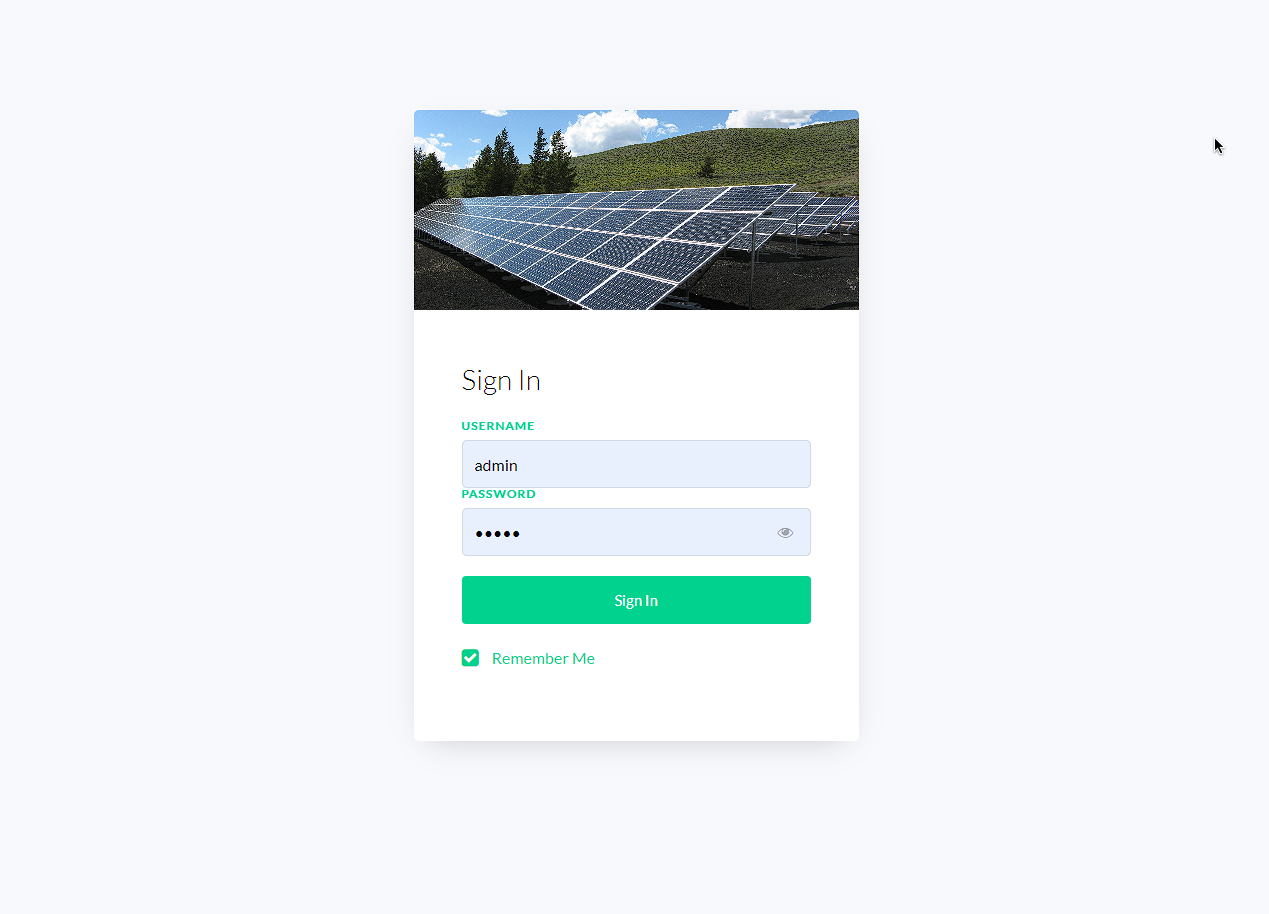 Sign In
USERNAME
admin
PASSWORD
•••••
Sign In
Remember Me